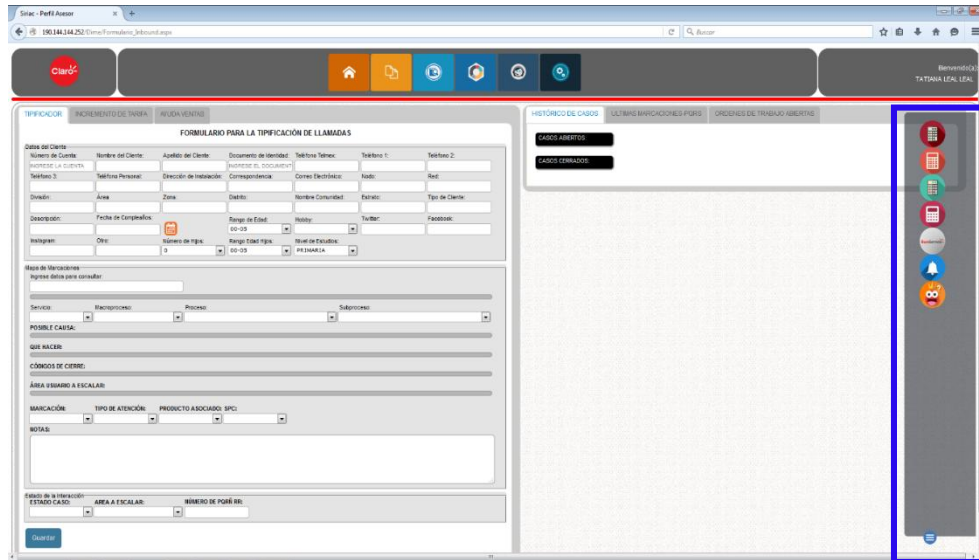 Siriac - Perfil Asesor
190.144.144.252/Dime/Formulario_Inbound.aspx
Buscar
Claro
Bienvenido(a):
TATIANA LEAL LEAL
TIPIFICADOR INCREMENTO DE TARIFA AYUDA VENTAS
HISTÓRICO DE CASOS ULTIMAS MARCACIONES-PQRS ORDENES DE TRABAJO ABIERTAS
FORMULARIO PARA LA TIPIFICACIÓN DE LLAMADAS
CASOS ABIERTOS:
CASOS CERRADOS:
Datos del Cliente
Número de Cuenta: Nombre del Cliente: Apellido del Cliente: Documento de Identidad: Teléfono Telmex: Teléfono 1: Teléfono 2:
INGRESE LA CUENTA INGRESE EL DOCUMENT
Teléfono 3: Teléfono Personal: Dirección de Instalación: Correspondencia: Correo Electrónico: Nodo: Red:
División: Área: Zona: Distrito: Nombre Comunidad: Estrato: Tipo de Cliente:
Descripción: Fecha de Cumpleaños: Rango de Edad: Hobby: Twitter: Facebook:
00-05
Instagram: Otro: Número de Hijos: Rango Edad Hijos: Nivel de Estudios:
0 00-05 PRIMARIA
Mapa de Marcaciones
Ingrese datos para consultar:
Servicio: Macroproceso: Proceso: Subproceso:
POSIBLE CAUSA:
QUE HACER:
CÓDIGOS DE CIERRE:
ÁREA USUARIO A ESCALAR:
MARCACIÓN: TIPO DE ATENCIÓN: PRODUCTO ASOCIADO: SPC:
NOTAS:
Estado de la Interacción
ESTADO CASO: AREA A ESCALAR: NÚMERO DE PQRÑ RR:
Guardar